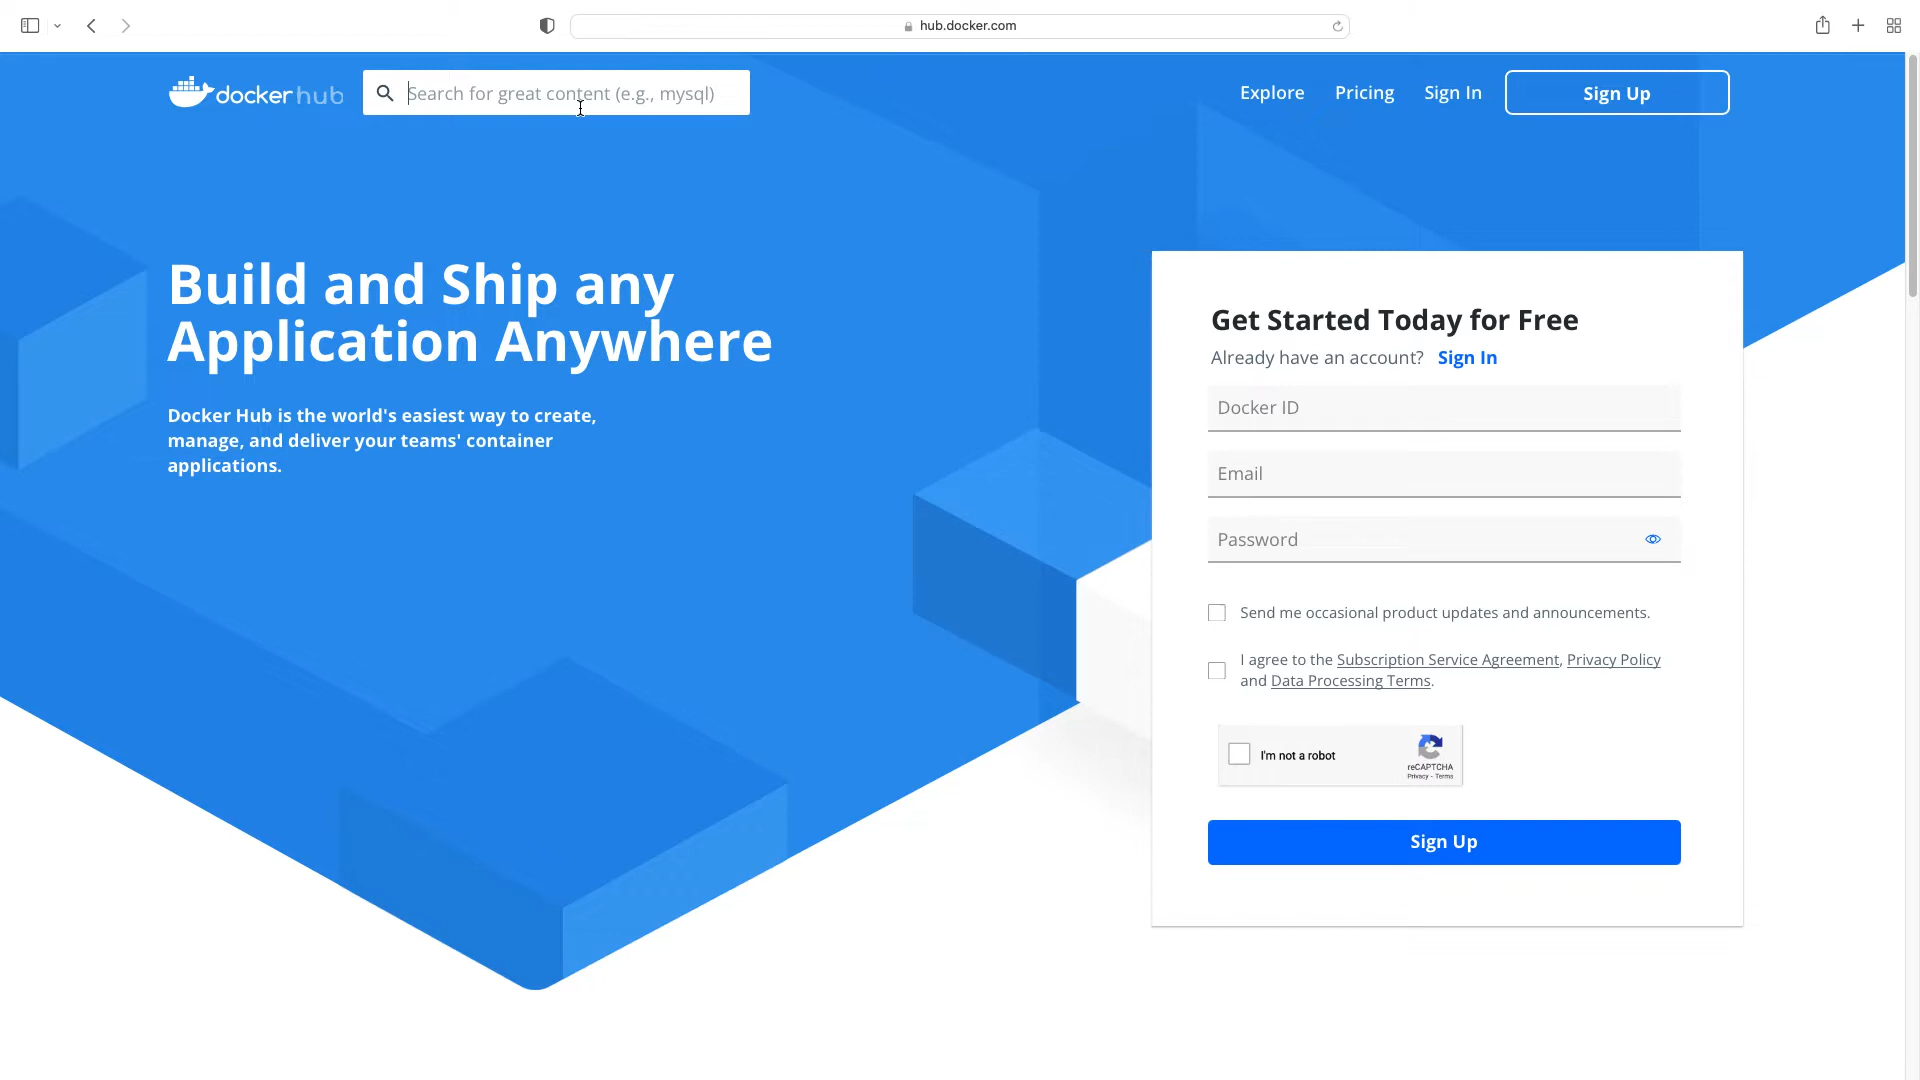 hub.docker.com
docker hub
Search for great content (e.g., mysql)
Explore
Pricing
Sign In
Sign Up
Build and Ship any
Application Anywhere
Docker Hub is the world's easiest way to create,
manage, and deliver your teams' container
applications.
Get Started Today for Free
Already have an account? Sign In
Docker ID
Email
Password
Send me occasional product updates and announcements.
I agree to the Subscription Service Agreement, Privacy Policy
and Data Processing Terms.
I'm not a robot
reCAPTCHA
Privacy - Terms
Sign Up